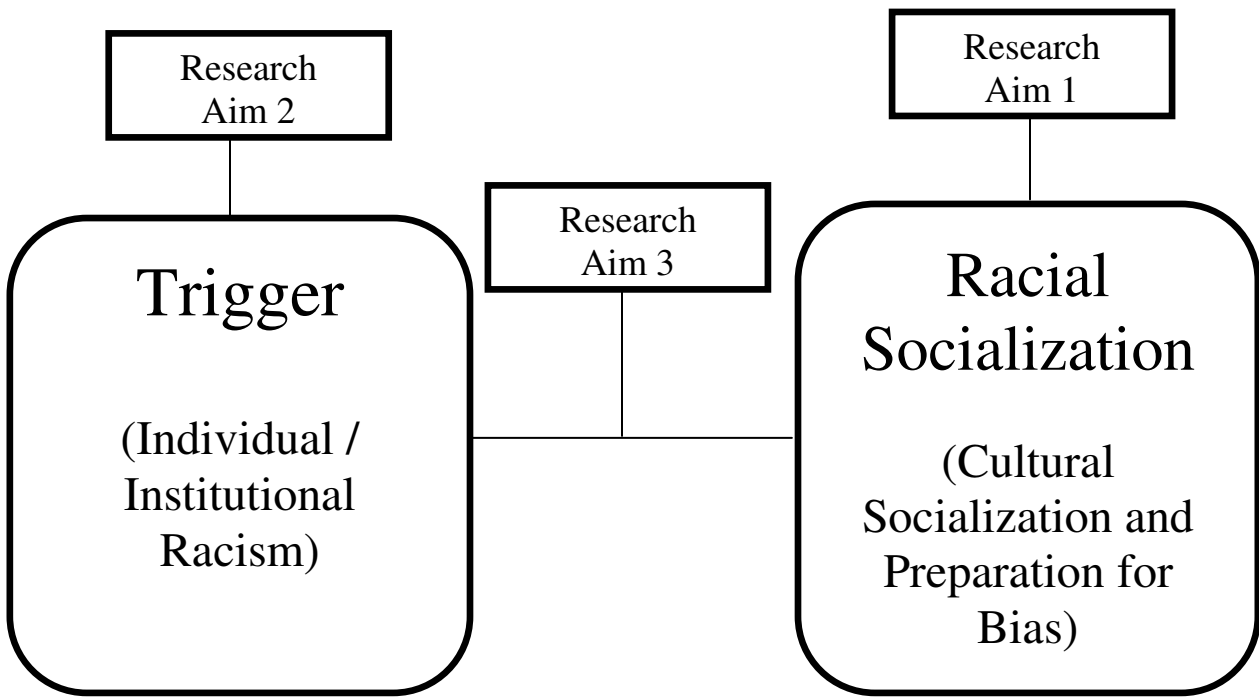 Research
Aim 2
Research
Aim 1
Research
Aim 3
Trigger
(Individual /
Institutional
Racism)
Racial
Socialization
(Cultural
Socialization and
Preparation for
Bias)